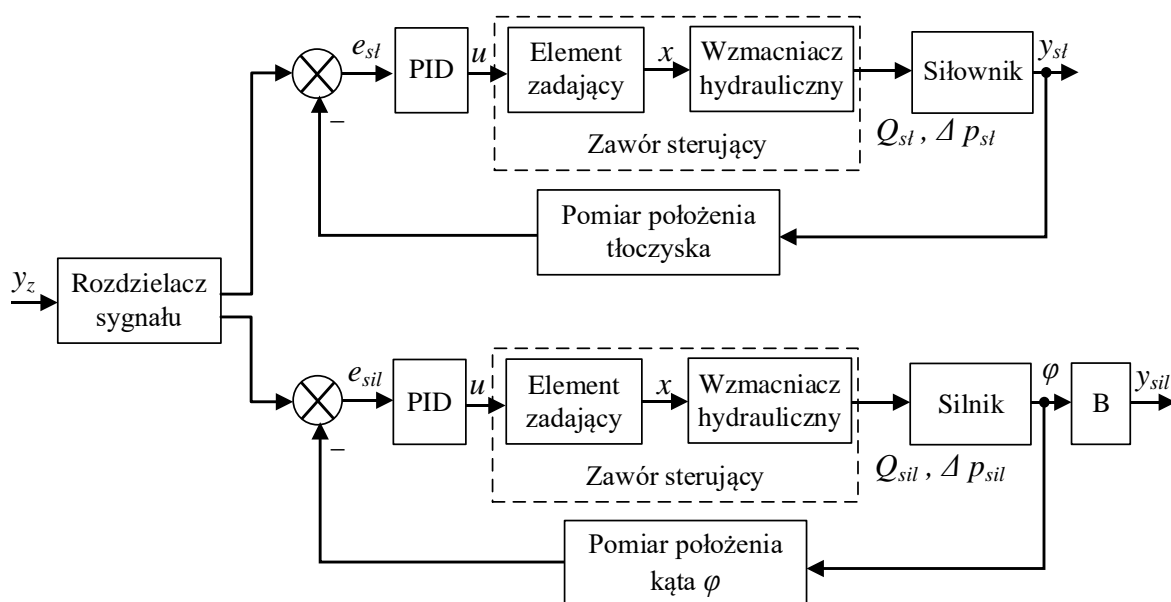 e_sł
PID
u
Element
zadający
x
Wzmacniacz
hydrauliczny
Siłownik
y_sł
–
Zawór sterujący
Q_sł , Δ p_sł
Pomiar położenia
tłoczyska
y_z
Rozdzielacz
sygnału
e_sil
PID
u
Element
zadający
x
Wzmacniacz
hydrauliczny
Silnik
φ
B
y_sil
–
Zawór sterujący
Q_sil , Δ p_sil
Pomiar położenia
kąta φ